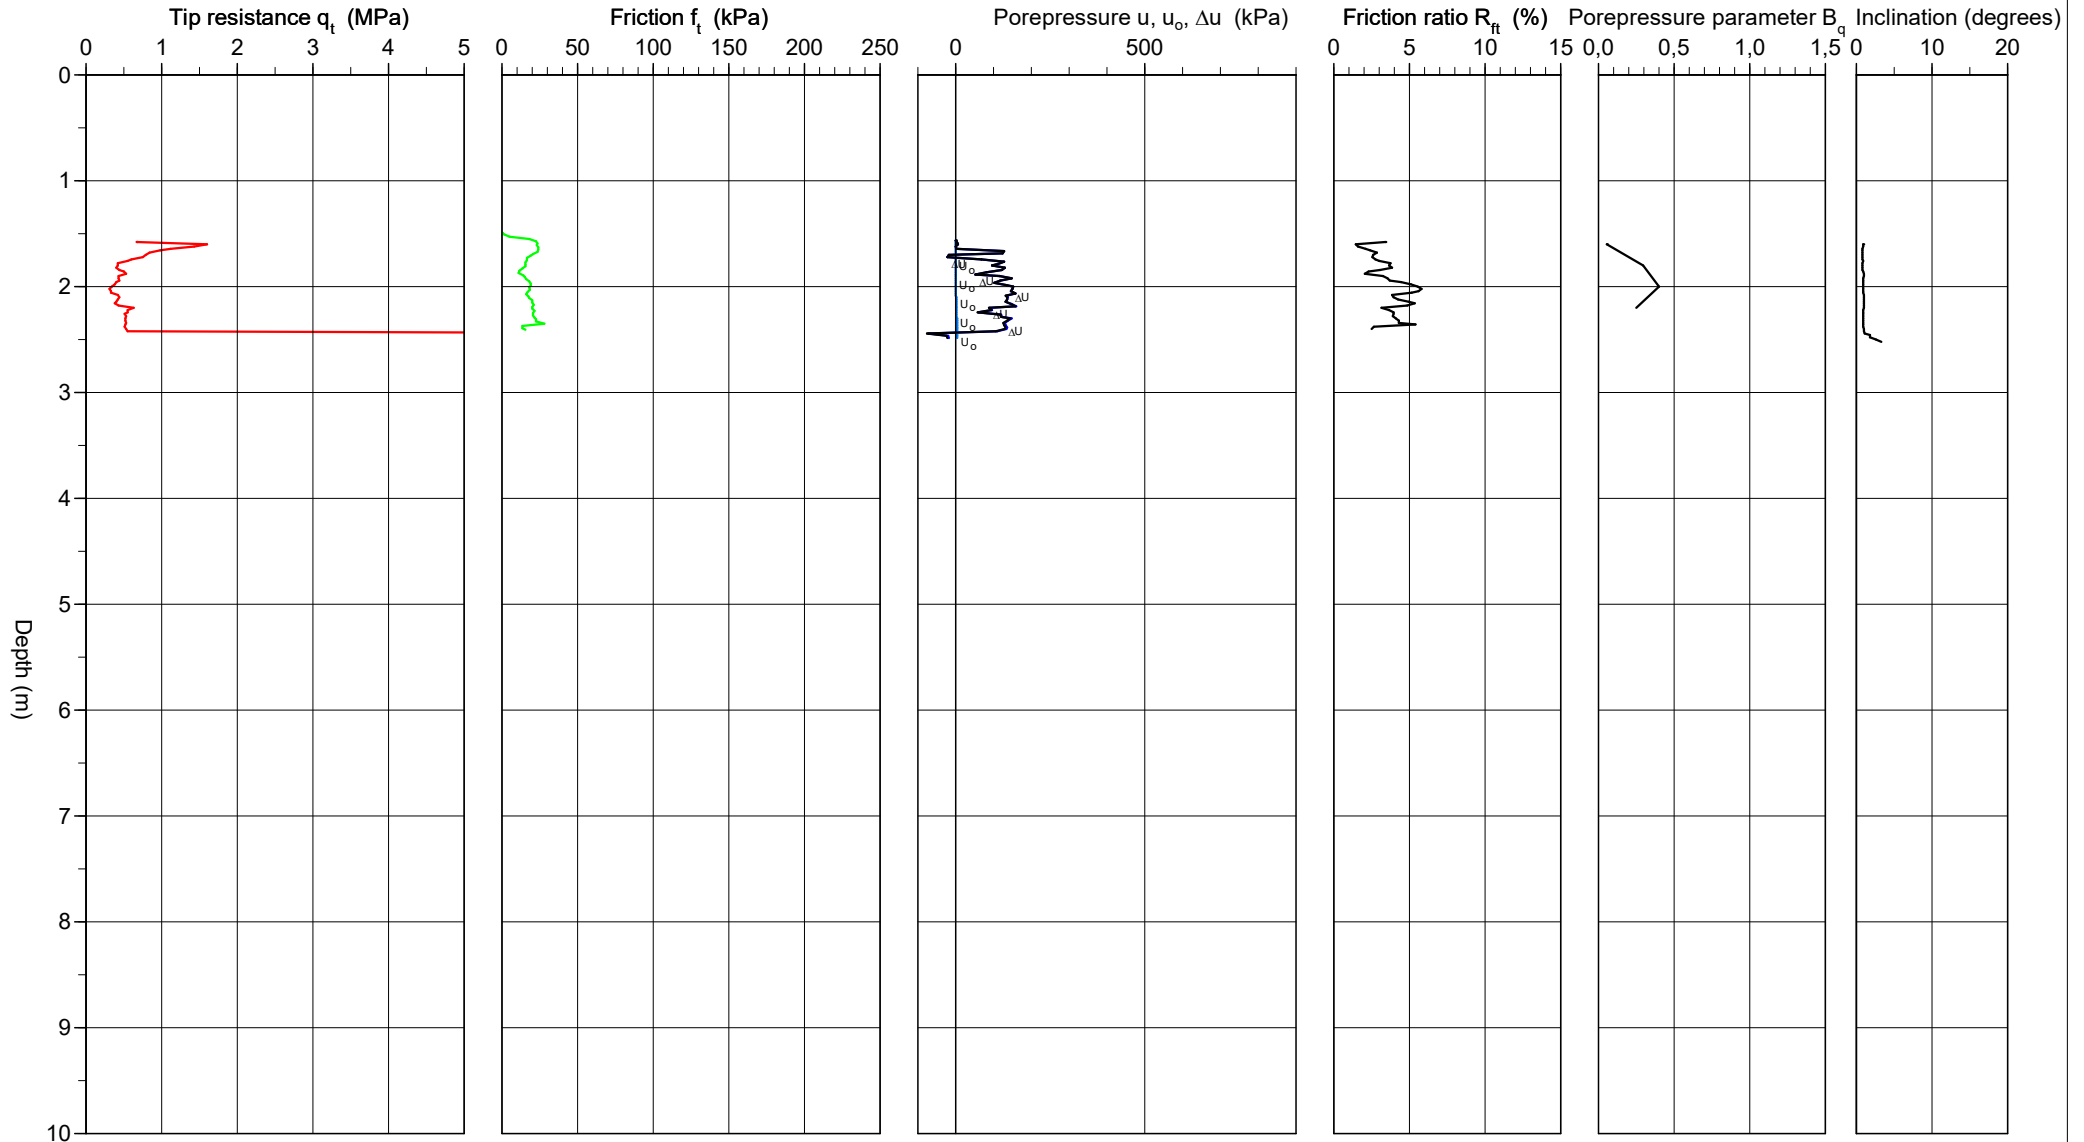 Tip resistance qt (MPa) Friction ft (kPa) Porepressure u, uo, Δu (kPa) Friction ratio Rft (%) Porepressure parameter Bq Inclination (degrees)
0 1 2 3 4 5 0 50 100 150 200 250 0 500 0 5 10 15 0,0 0,5 1,0 1,5 0 10 20
0
1
ΔU Uo
2 Uo ΔU
ΔU
Uo
ΔU
Uo ΔU
Uo
3
4
5
Depth (m)
6
7
8
9
10